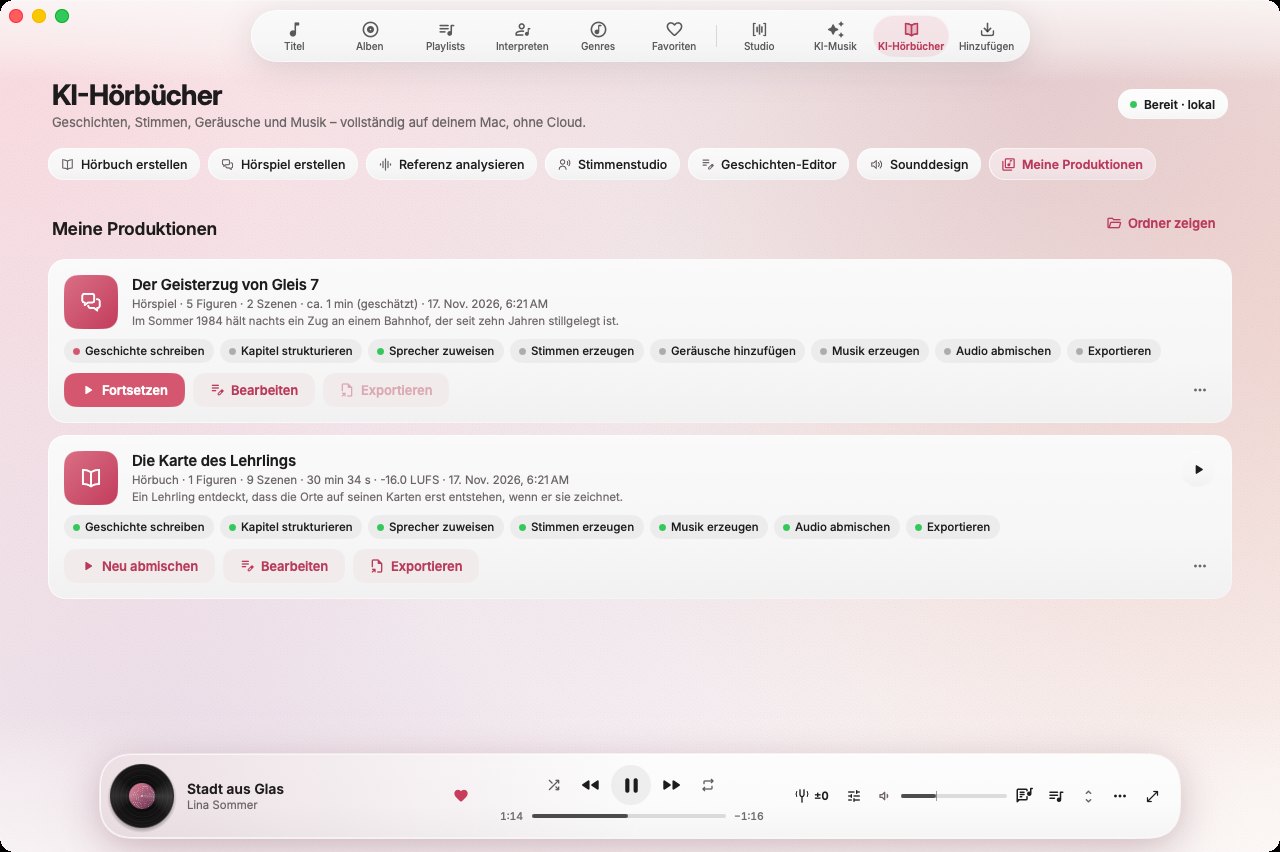 Titel Alben Playlists Interpreten Genres Favoriten Studio KI-Musik KI-Hörbücher Hinzufügen
KI-Hörbücher
Geschichten, Stimmen, Geräusche und Musik – vollständig auf deinem Mac, ohne Cloud.
Bereit · lokal
Hörbuch erstellen Hörspiel erstellen Referenz analysieren Stimmenstudio Geschichten-Editor Sounddesign Meine Produktionen
Meine Produktionen
Ordner zeigen
Der Geisterzug von Gleis 7
Hörspiel · 5 Figuren · 2 Szenen · ca. 1 min (geschätzt) · 17. Nov. 2026, 6:21 AM
Im Sommer 1984 hält nachts ein Zug an einem Bahnhof, der seit zehn Jahren stillgelegt ist.
Geschichte schreiben Kapitel strukturieren Sprecher zuweisen Stimmen erzeugen Geräusche hinzufügen Musik erzeugen Audio abmischen Exportieren
Fortsetzen Bearbeiten Exportieren
Die Karte des Lehrlings
Hörbuch · 1 Figuren · 9 Szenen · 30 min 34 s · -16.0 LUFS · 17. Nov. 2026, 6:21 AM
Ein Lehrling entdeckt, dass die Orte auf seinen Karten erst entstehen, wenn er sie zeichnet.
Geschichte schreiben Kapitel strukturieren Sprecher zuweisen Stimmen erzeugen Musik erzeugen Audio abmischen Exportieren
Neu abmischen Bearbeiten Exportieren
Stadt aus Glas
Lina Sommer
1:14 −1:16
±0